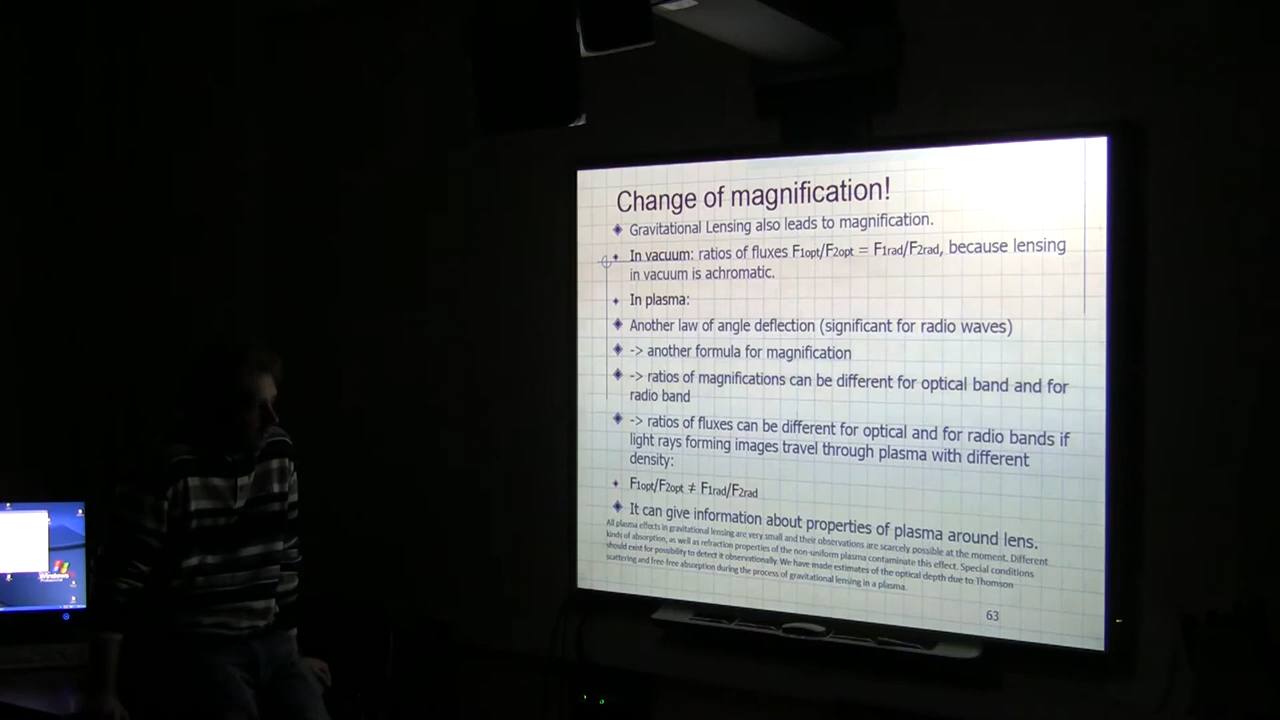 Change of magnification!
Gravitational Lensing also leads to magnification.
In vacuum: ratios of fluxes F1opt/F2opt = F1rad/F2rad, because lensing
in vacuum is achromatic.
In plasma:
Another law of angle deflection (significant for radio waves)
-> another formula for magnification
-> ratios of magnifications can be different for optical band and for
radio band
-> ratios of fluxes can be different for optical and for radio bands if
light rays forming images travel through plasma with different
density:
F1opt/F2opt ≠ F1rad/F2rad
It can give information about properties of plasma around lens.
All plasma effects in gravitational lensing are very small and their observations are scarcely possible at the moment. Different
kinds of absorption, as well as refraction properties of the non-uniform plasma contaminate this effect. Special conditions
should exist for possibility to detect it observationally. We have made estimates of the optical depth due to Thomson
scattering and free-free absorption during the process of gravitational lensing in a plasma.
63
Windows